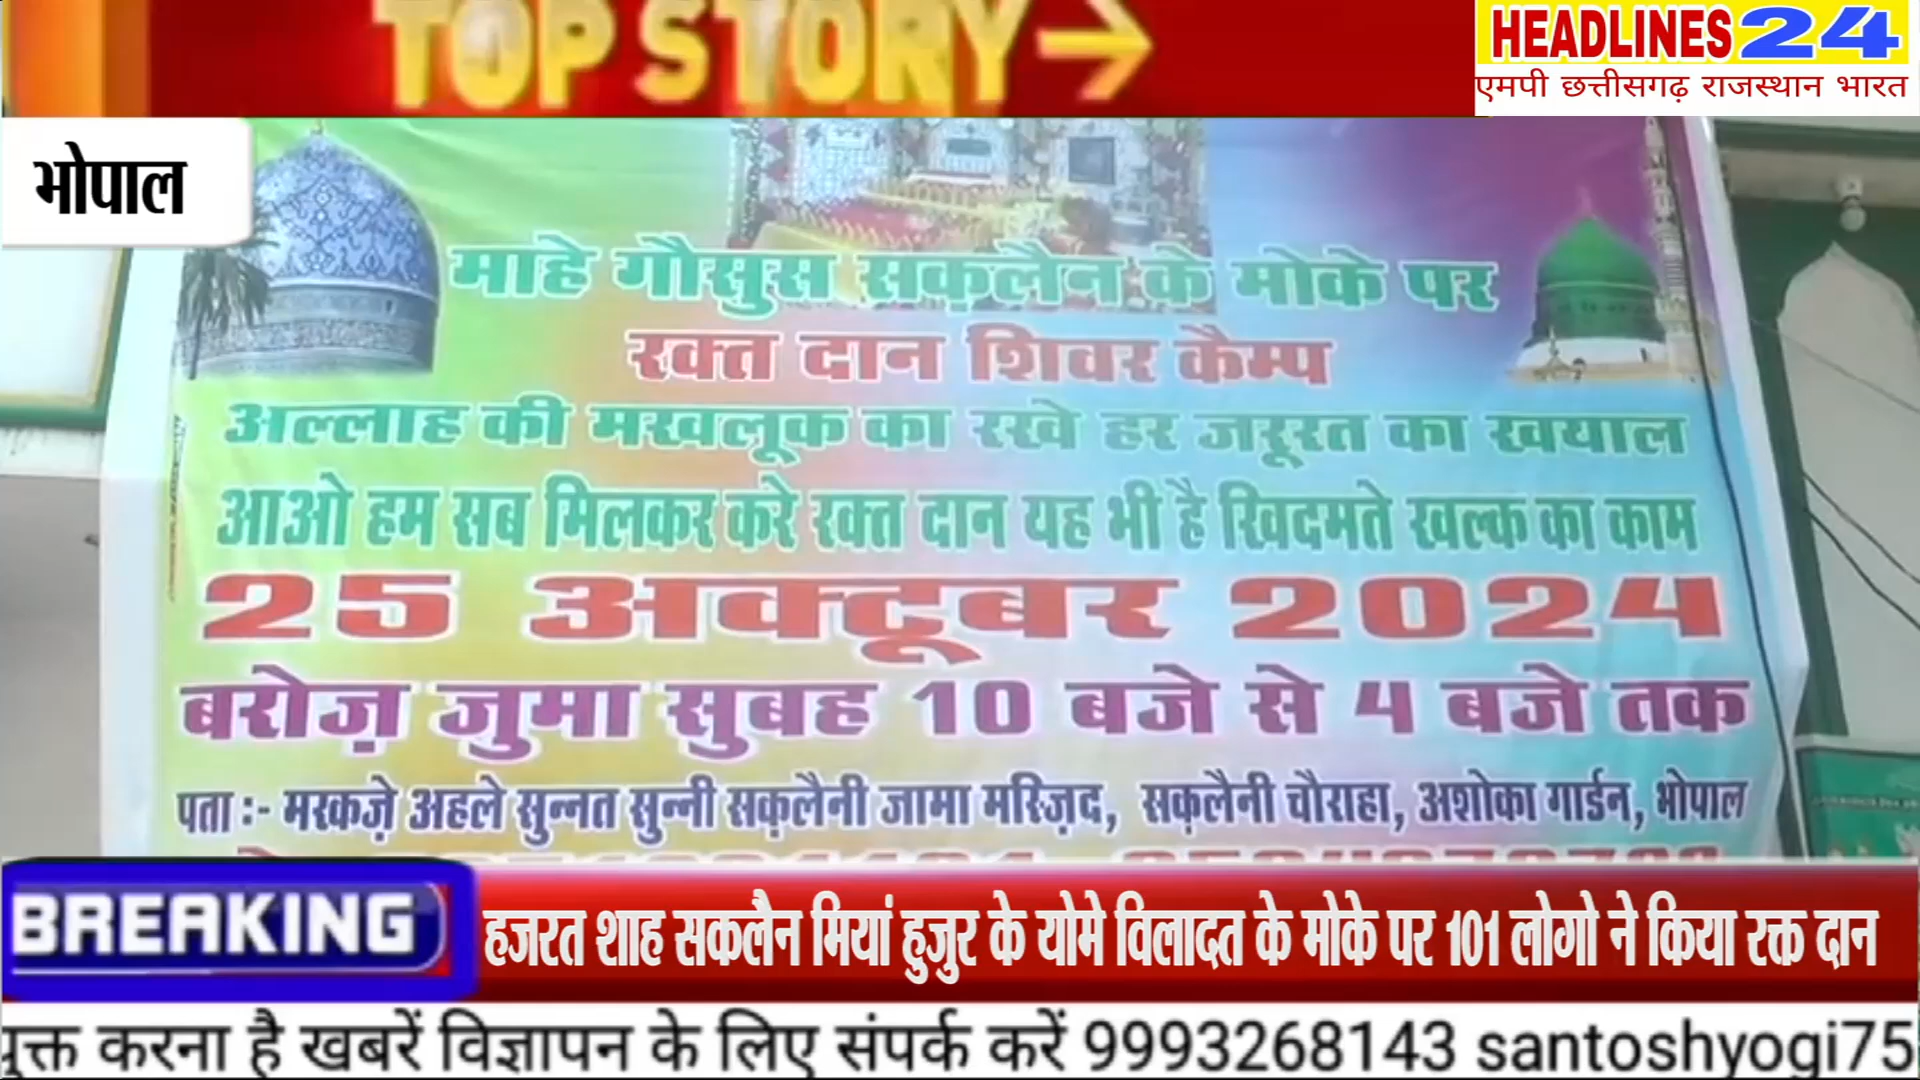 TOP STORY
HEADLINES 24
एमपी छत्तीसगढ़ राजस्थान भारत
भोपाल
माहे गौसुस सक़लैन के मोके पर
रक्त दान शिवर कैम्प
अल्लाह की मखलूक का रखे हर जरूरत का खयाल
आओ हम सब मिलकर करे रक्त दान यह भी है खिदमते खल्क का काम
25 अक्टूबर 2024
बरोज़ जुमा सुबह 10 बजे से 4 बजे तक
पता :- मरकज़े अहले सुन्नत सुन्नी सक़लैनी जामा मस्ज़िद, सक़लैनी चौराहा, अशोका गार्डन, भोपाल
BREAKING
हजरत शाह सकलैन मियां हुजुर के योमे विलादत के मोके पर 101 लोगो ने किया रक्त दान
करना है खबरें विज्ञापन के लिए संपर्क करें 9993268143 santoshyogi75